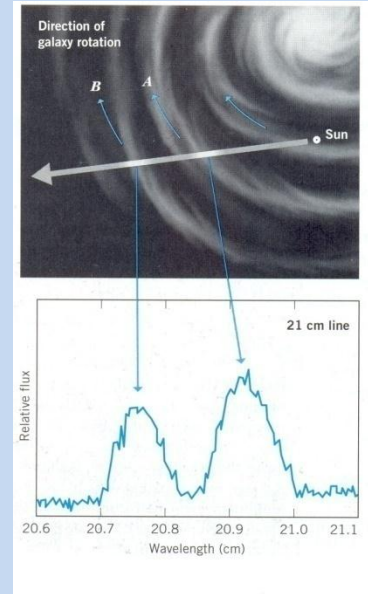 Direction of
galaxy rotation
B
A
Sun
21 cm line
Relative flux
20.6 20.7 20.8 20.9 21.0 21.1
Wavelength (cm)